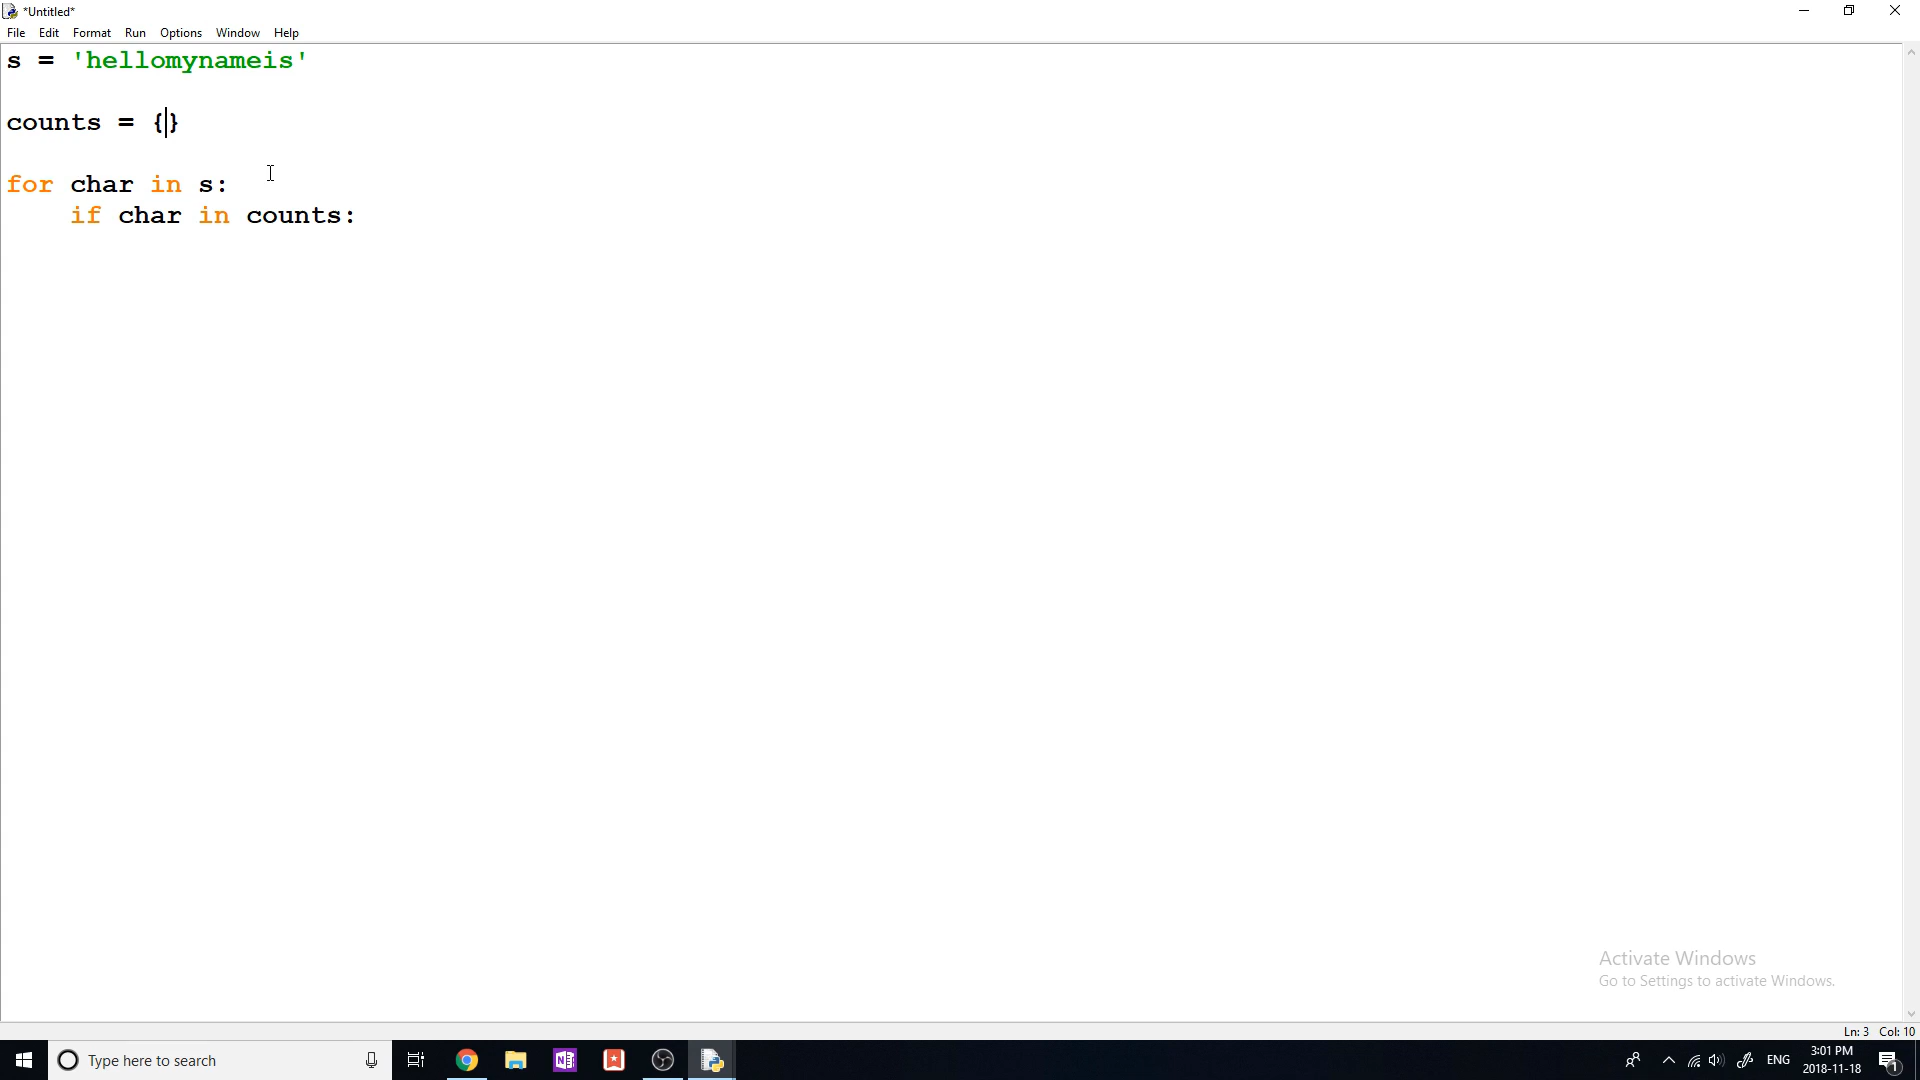 *Untitled*
File Edit Format Run Options Window Help
s = 'hellomynameis'
counts = {}
for char in s:
    if char in counts:
Activate Windows
Go to Settings to activate Windows.
Ln: 3 Col: 10
Type here to search
N
ENG
3:01 PM
2018-11-18
1